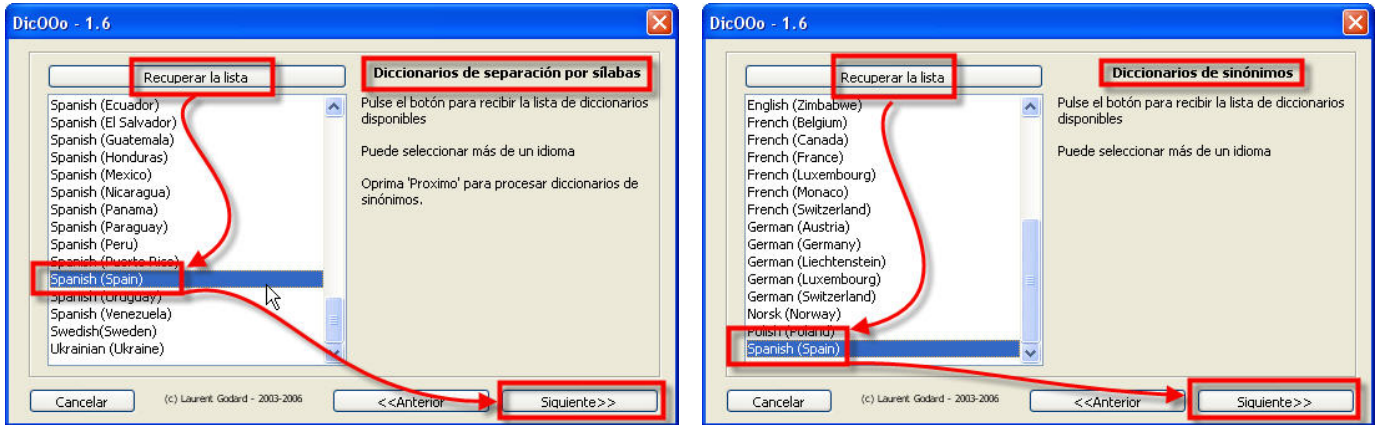 DicOOo - 1.6
Recuperar la lista
Spanish (Ecuador)
Spanish (El Salvador)
Spanish (Guatemala)
Spanish (Honduras)
Spanish (Mexico)
Spanish (Nicaragua)
Spanish (Panama)
Spanish (Paraguay)
Spanish (Peru)
Spanish (Puerto Rico)
Spanish (Spain)
Spanish (Uruguay)
Spanish (Venezuela)
Swedish(Sweden)
Ukrainian (Ukraine)
Diccionarios de separación por sílabas
Pulse el botón para recibir la lista de diccionarios
disponibles
Puede seleccionar más de un idioma
Oprima 'Proximo' para procesar diccionarios de
sinónimos.
Cancelar
(c) Laurent Godard - 2003-2006
<<Anterior
Siguiente>>
DicOOo - 1.6
Recuperar la lista
English (Zimbabwe)
French (Belgium)
French (Canada)
French (France)
French (Luxembourg)
French (Monaco)
French (Switzerland)
German (Austria)
German (Germany)
German (Liechtenstein)
German (Luxembourg)
German (Switzerland)
Norsk (Norway)
Polish (Poland)
Spanish (Spain)
Diccionarios de sinónimos
Pulse el botón para recibir la lista de diccionarios
disponibles
Puede seleccionar más de un idioma
Cancelar
(c) Laurent Godard - 2003-2006
<<Anterior
Siguiente>>